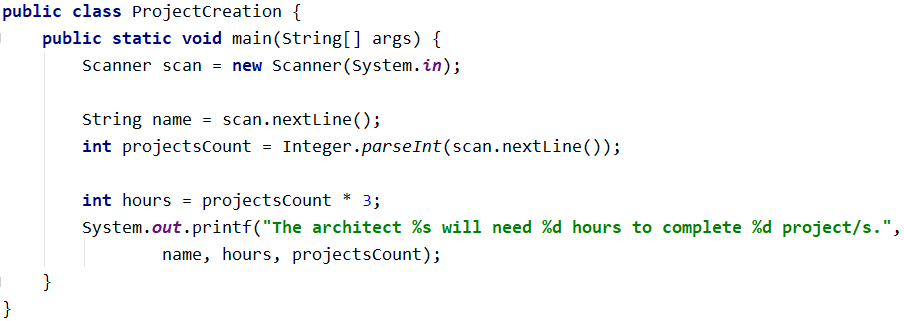 public class ProjectCreation {
    public static void main(String[] args) {
        Scanner scan = new Scanner(System.in);

        String name = scan.nextLine();
        int projectsCount = Integer.parseInt(scan.nextLine());

        int hours = projectsCount * 3;
        System.out.printf("The architect %s will need %d hours to complete %d project/s.",
                name, hours, projectsCount);
    }
}